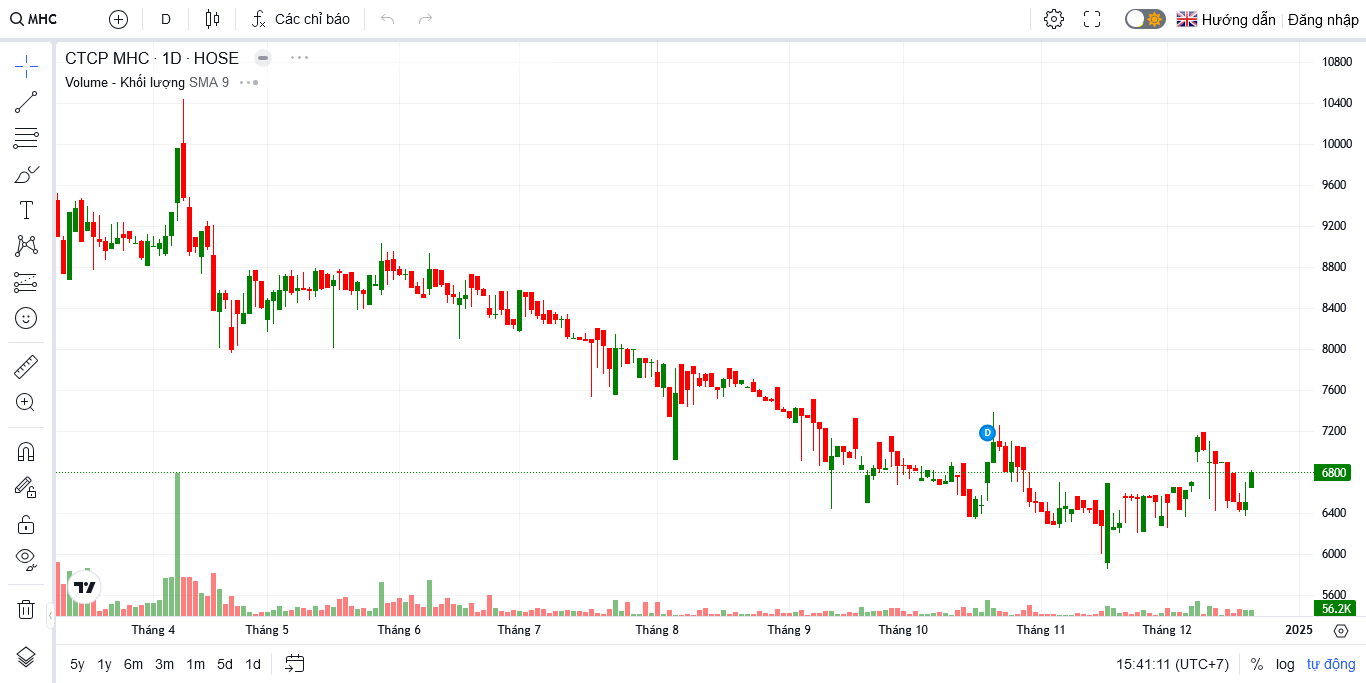 MHC D Các chỉ báo Hướng dẫn Đăng nhập
CTCP MHC · 1D · HOSE
Volume - Khối lượng SMA 9
10800
10400
10000
9600
9200
8800
8400
8000
7600
7200
D
6800
6400
6000
5600
56.2K
Tháng 4 Tháng 5 Tháng 6 Tháng 7 Tháng 8 Tháng 9 Tháng 10 Tháng 11 Tháng 12 2025
5y 1y 6m 3m 1m 5d 1d 15:41:11 (UTC+7) % log tự động